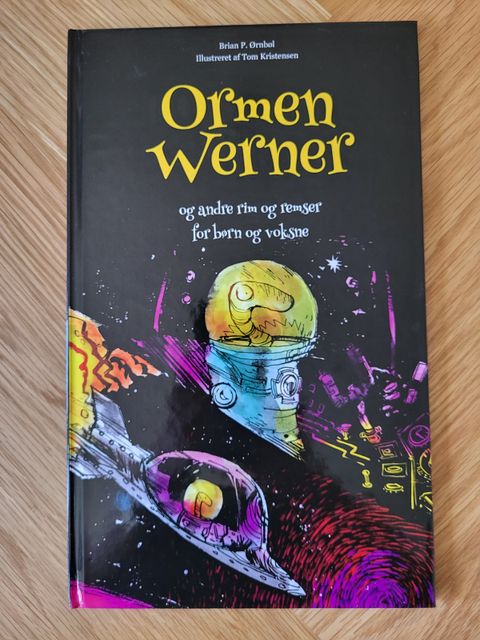 Brian P. Ørnbøl
Illustreret af Tom Kristensen
Ormen
Werner
og andre rim og remser
for børn og voksne